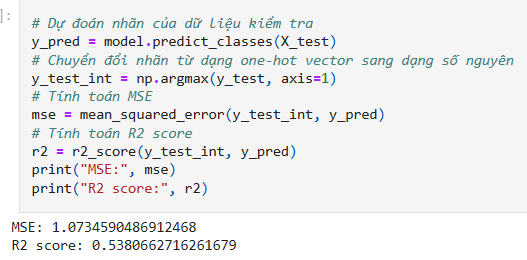 ]:
# Dự đoán nhãn của dữ liệu kiểm tra
y_pred = model.predict_classes(X_test)
# Chuyển đổi nhãn từ dạng one-hot vector sang dạng số nguyên
y_test_int = np.argmax(y_test, axis=1)
# Tính toán MSE
mse = mean_squared_error(y_test_int, y_pred)
# Tính toán R2 score
r2 = r2_score(y_test_int, y_pred)
print("MSE:", mse)
print("R2 score:", r2)
MSE: 1.0734590486912468
R2 score: 0.5380662716261679